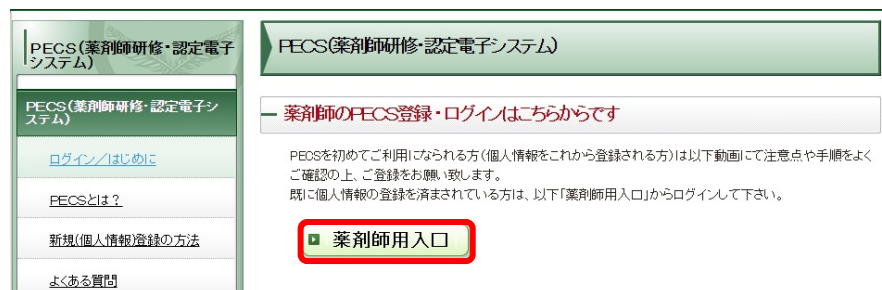 PECS(薬剤師研修・認定電子
システム)
PECS(薬剤師研修・認定電子シ
ステム)
ログイン/はじめに
PECSとは?
新規(個人情報)登録の方法
よくある質問
PECS(薬剤師研修・認定電子システム)
薬剤師のPECS登録・ログインはこちらからです
PECSを初めてご利用になられる方(個人情報をこれから登録される方)は以下動画にて注意点や手順をよく
ご確認の上、ご登録をお願い致します。
既に個人情報の登録を済まされている方は、以下「薬剤師用入口」からログインして下さい。
薬剤師用入口